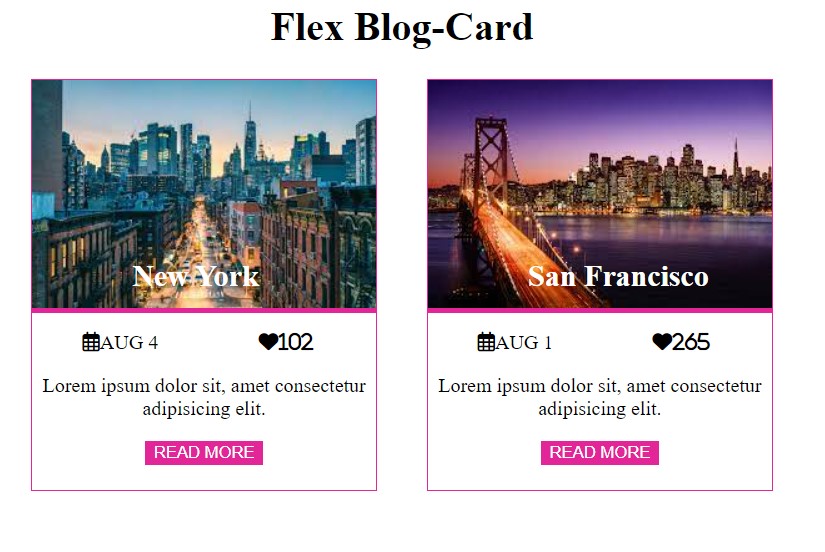 Flex Blog-Card
New York
San Francisco
AUG 4
102
AUG 1
265
Lorem ipsum dolor sit, amet consectetur
adipisicing elit.
Lorem ipsum dolor sit, amet consectetur
adipisicing elit.
READ MORE
READ MORE